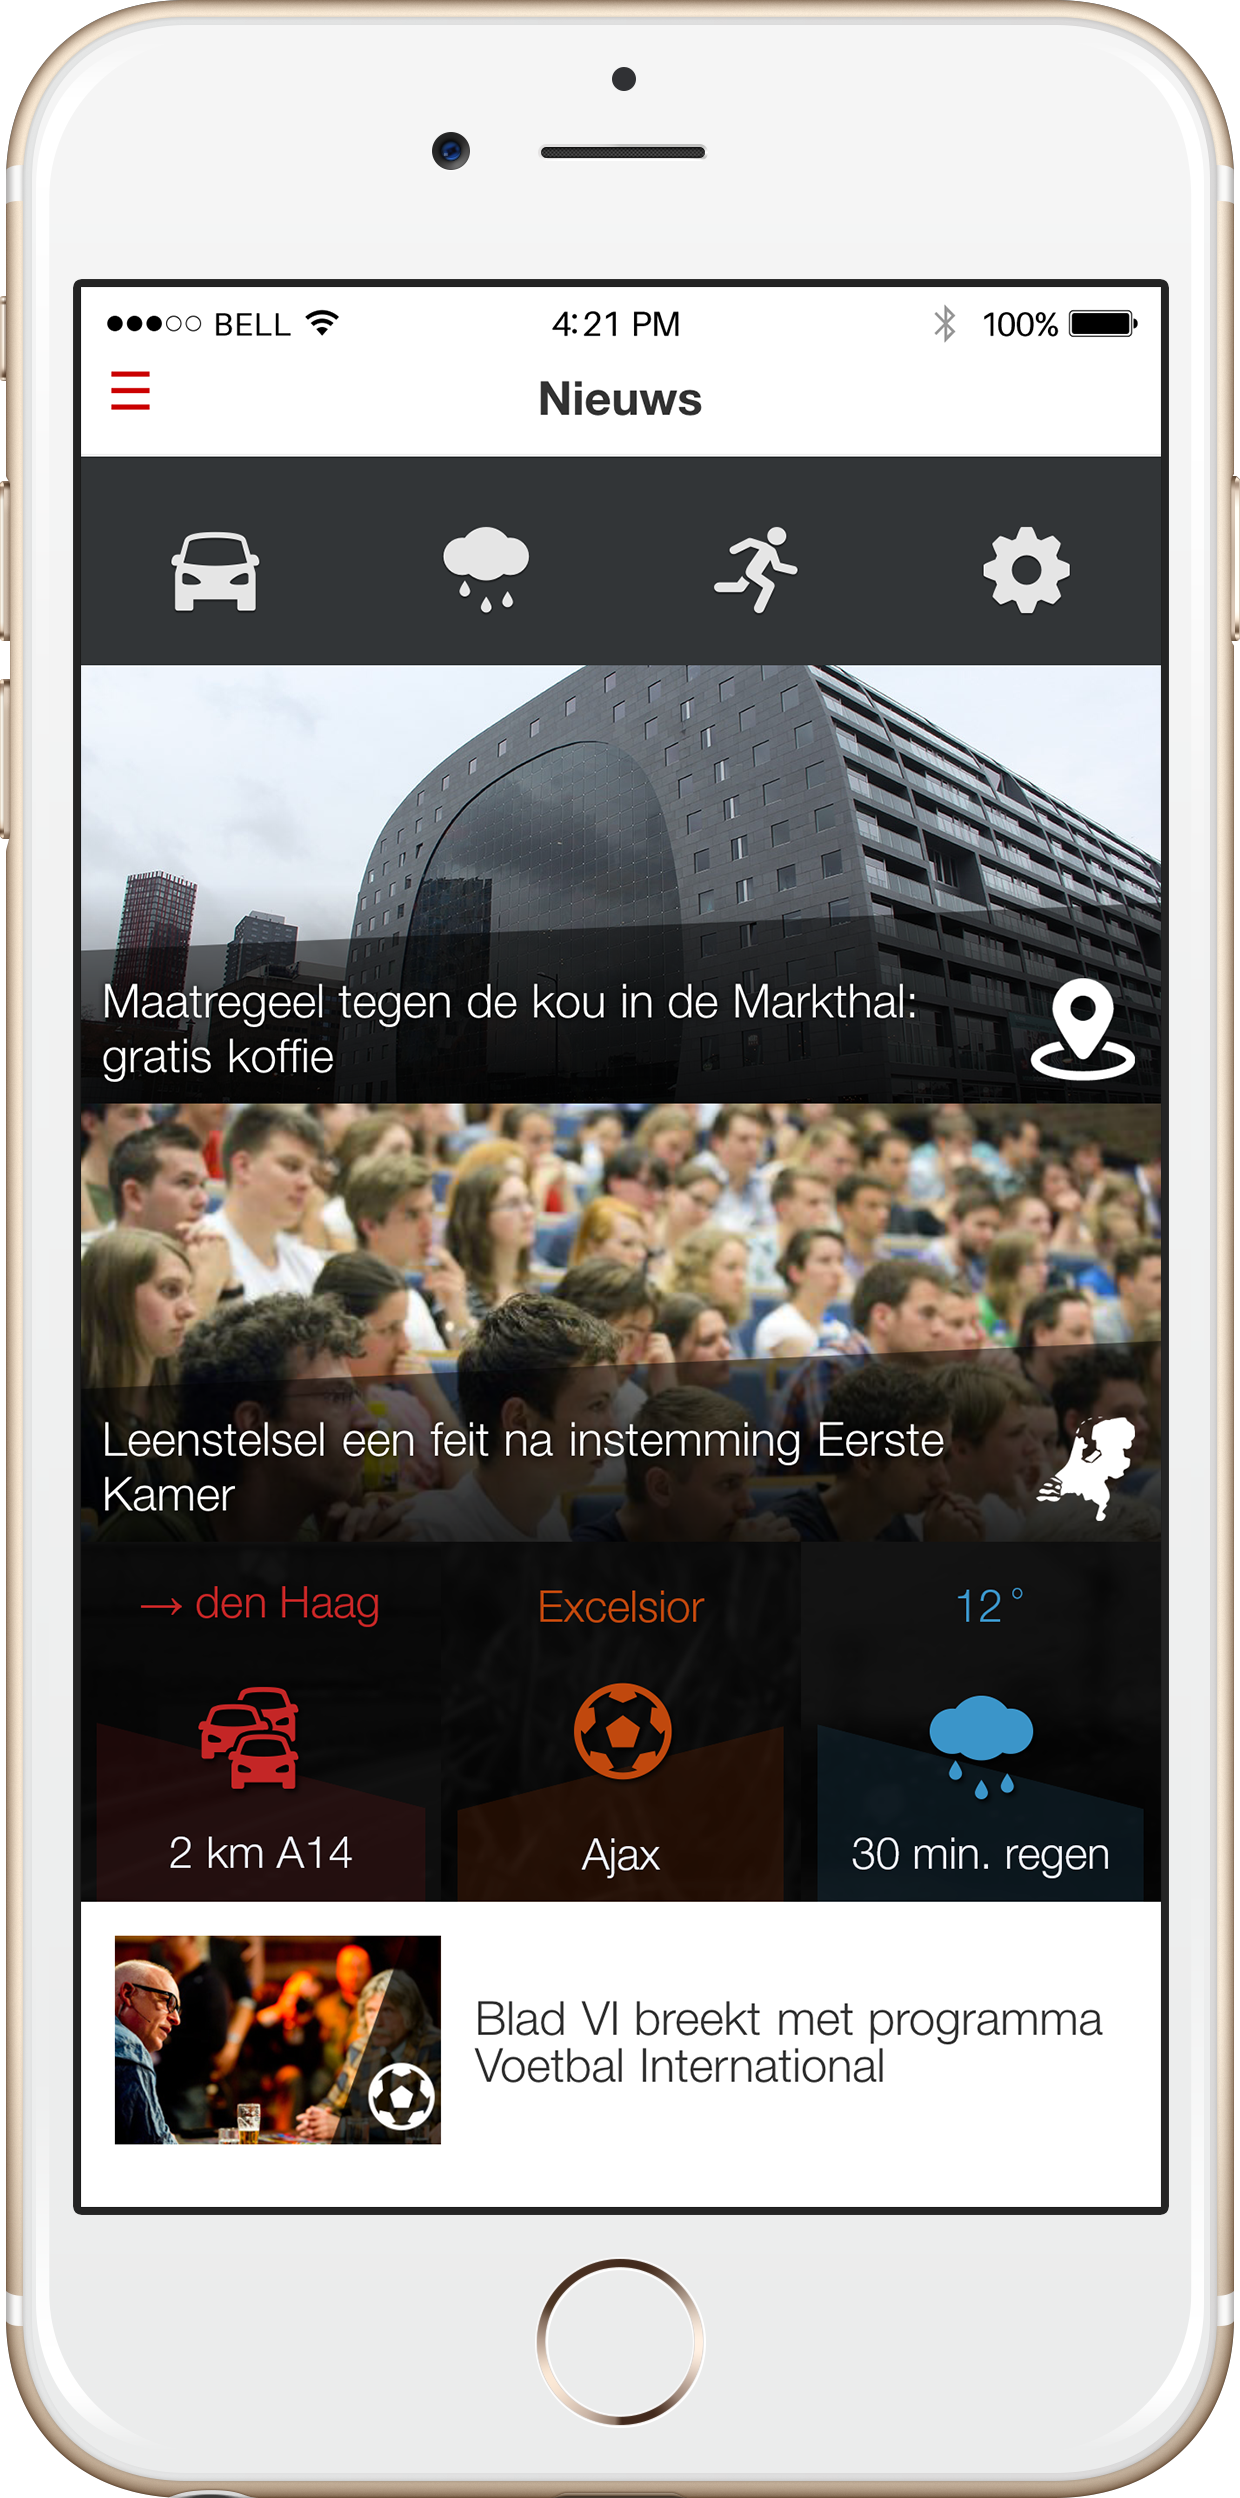 BELL 4:21 PM 100%
Nieuws
Maatregeel tegen de kou in de Markthal:
gratis koffie
Leenstelsel een feit na instemming Eerste
Kamer
→ den Haag
Excelsior
12°
2 km A14
Ajax
30 min. regen
Blad VI breekt met programma
Voetbal International